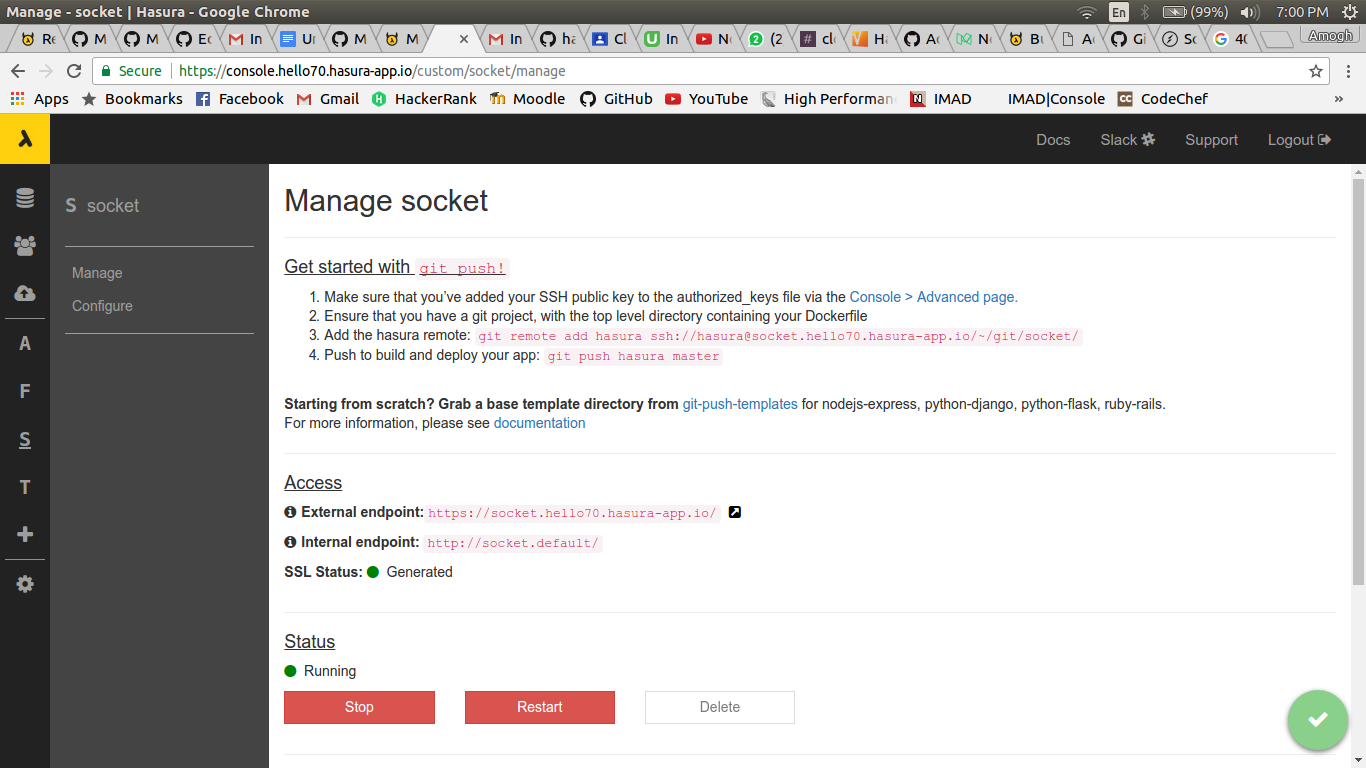 Manage - socket | Hasura - Google Chrome
En (99%) 7:00 PM
Re M M Ec In Un M M In ha Cl In No (2 clo Ha Ac Ne Bu Ac Gi Sc 40 Amogh
Secure https://console.hello70.hasura-app.io/custom/socket/manage
Apps Bookmarks Facebook Gmail HackerRank Moodle GitHub YouTube High Performan IMAD IMAD|Console CodeChef »
Docs Slack Support Logout
S socket
Manage
Configure
A
F
S
T
Manage socket
Get started with git push!
1. Make sure that you’ve added your SSH public key to the authorized_keys file via the Console > Advanced page.
2. Ensure that you have a git project, with the top level directory containing your Dockerfile
3. Add the hasura remote: git remote add hasura ssh://hasura@socket.hello70.hasura-app.io/~/git/socket/
4. Push to build and deploy your app: git push hasura master
Starting from scratch? Grab a base template directory from git-push-templates for nodejs-express, python-django, python-flask, ruby-rails.
For more information, please see documentation
Access
External endpoint: https://socket.hello70.hasura-app.io/
Internal endpoint: http://socket.default/
SSL Status: Generated
Status
Running
Stop Restart Delete